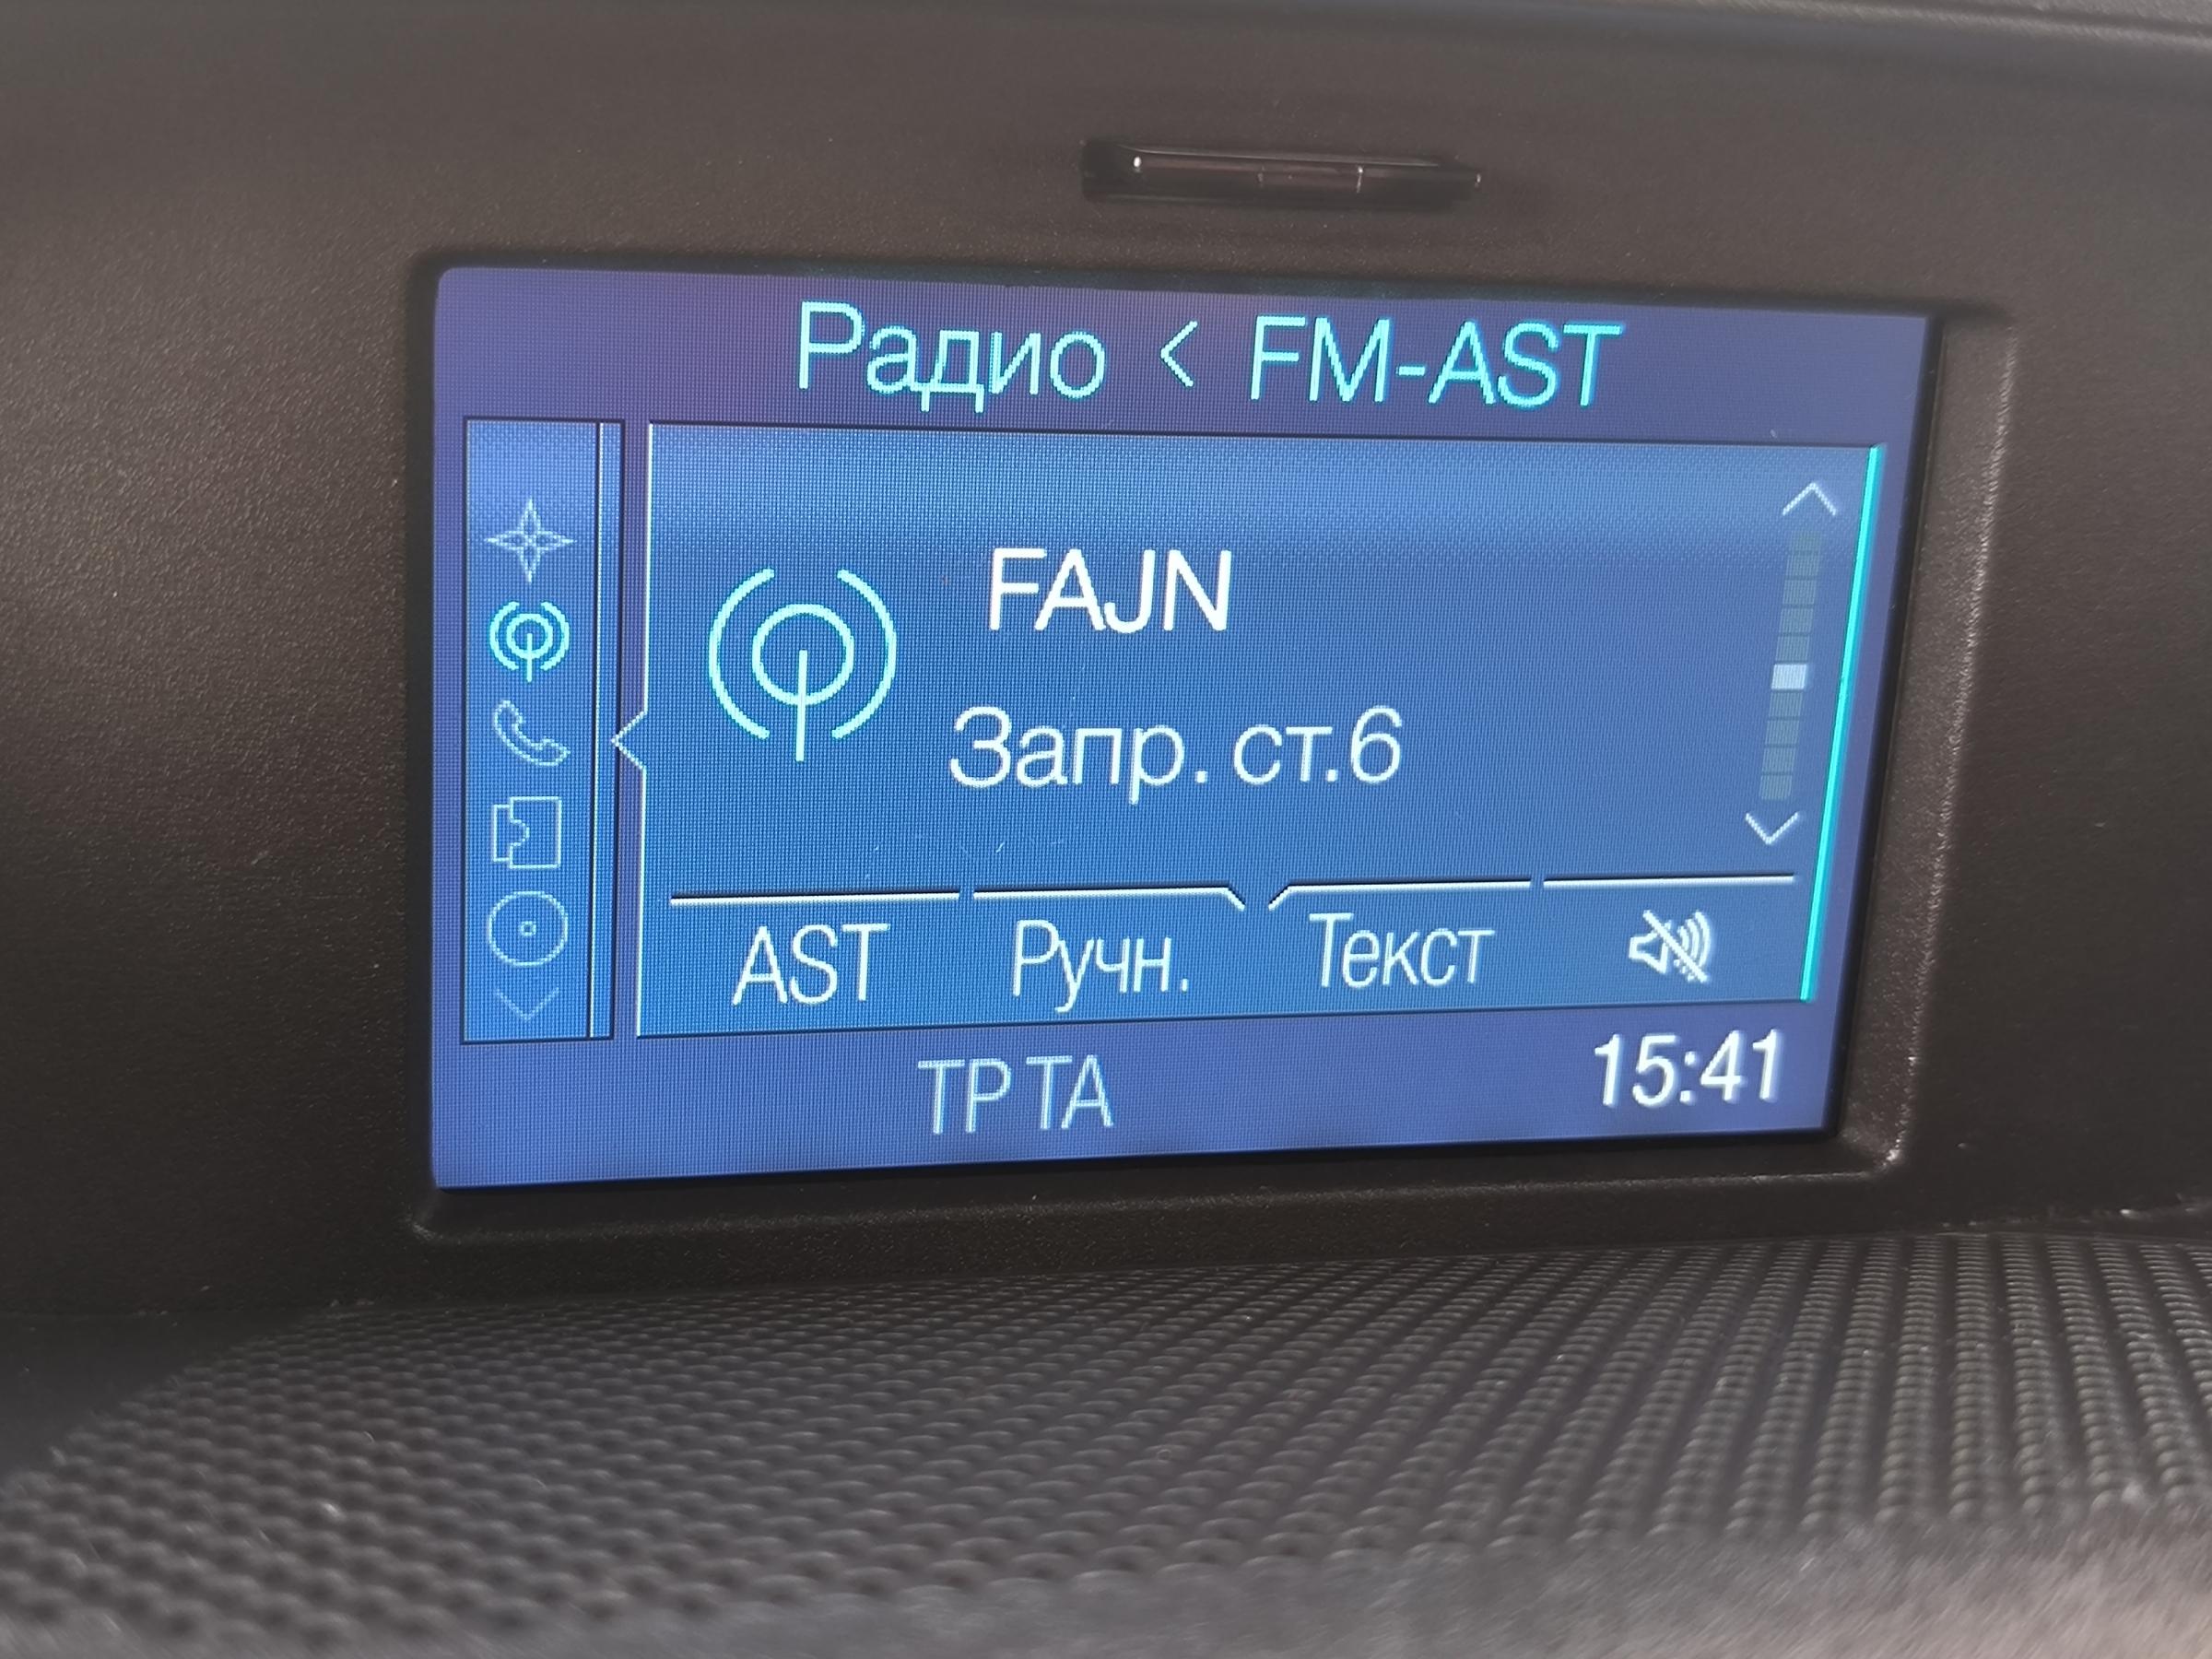 Радио < FM-AST
FAJN
Запр. ст.6
AST Ручн. Текст
TP TA 15:41